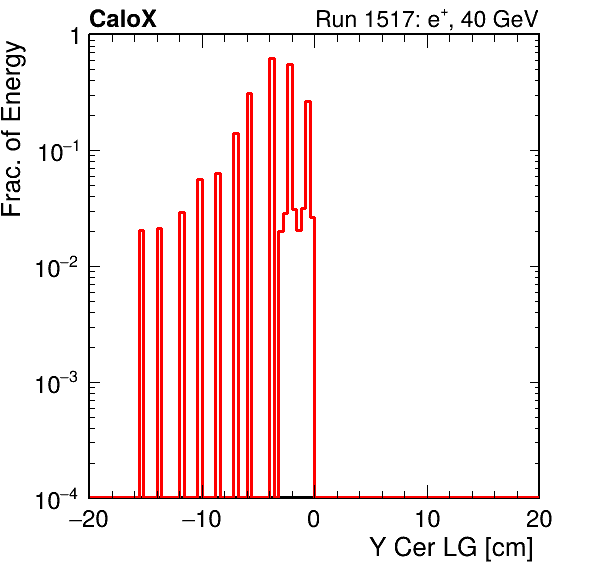 CaloX Run 1517: e⁺, 40 GeV
Frac. of Energy
1
10⁻¹
10⁻²
10⁻³
10⁻⁴
−20 −10 0 10 20
Y Cer LG [cm]